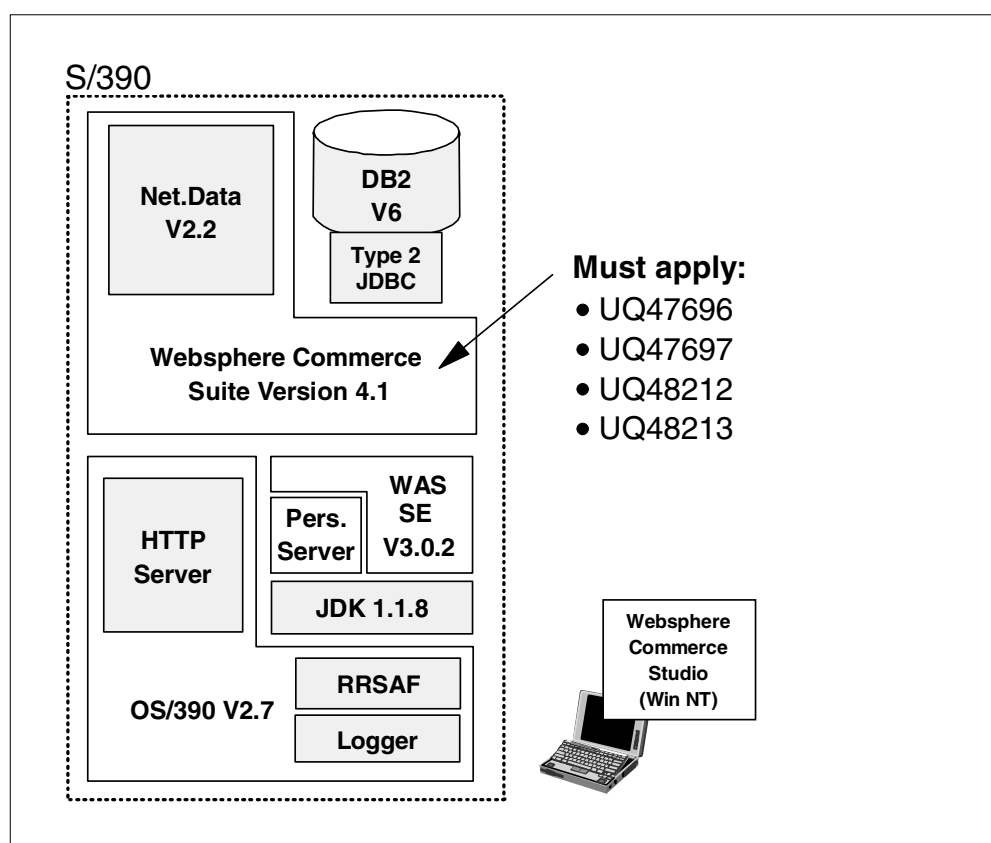 S/390
Net.Data
V2.2
DB2
V6
Type 2
JDBC
Websphere Commerce
Suite Version 4.1
Must apply:
• UQ47696
• UQ47697
• UQ48212
• UQ48213
HTTP
Server
Pers.
Server
WAS
SE
V3.0.2
JDK 1.1.8
OS/390 V2.7
RRSAF
Logger
Websphere
Commerce
Studio
(Win NT)